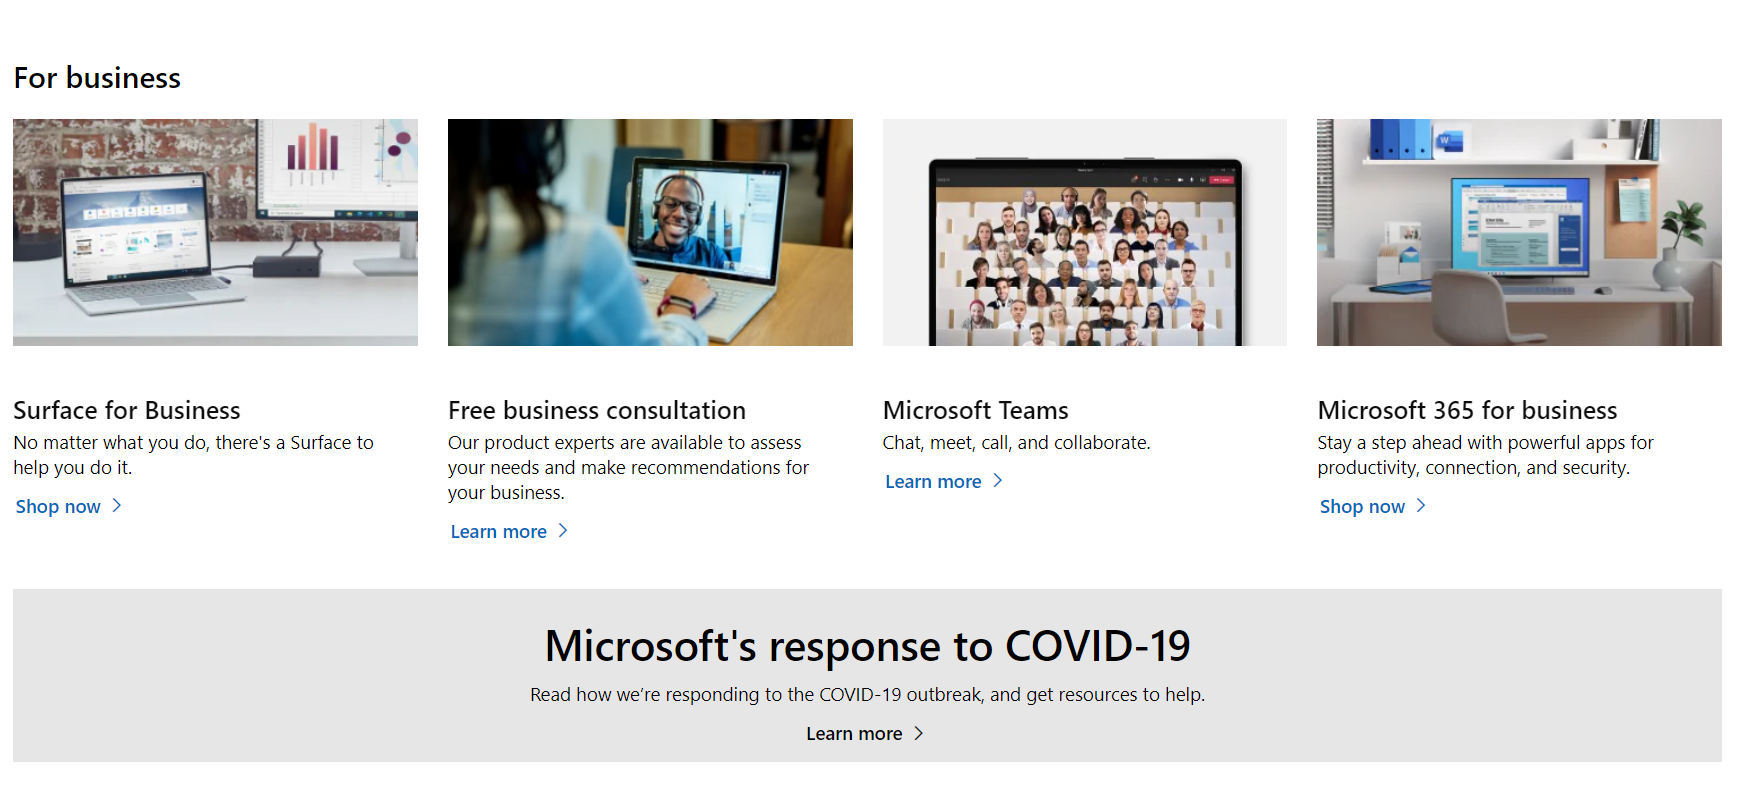 For business
Surface for Business
No matter what you do, there's a Surface to
help you do it.
Shop now
Free business consultation
Our product experts are available to assess
your needs and make recommendations for
your business.
Learn more
Microsoft Teams
Chat, meet, call, and collaborate.
Learn more
Microsoft 365 for business
Stay a step ahead with powerful apps for
productivity, connection, and security.
Shop now
Microsoft's response to COVID-19
Read how we’re responding to the COVID-19 outbreak, and get resources to help.
Learn more